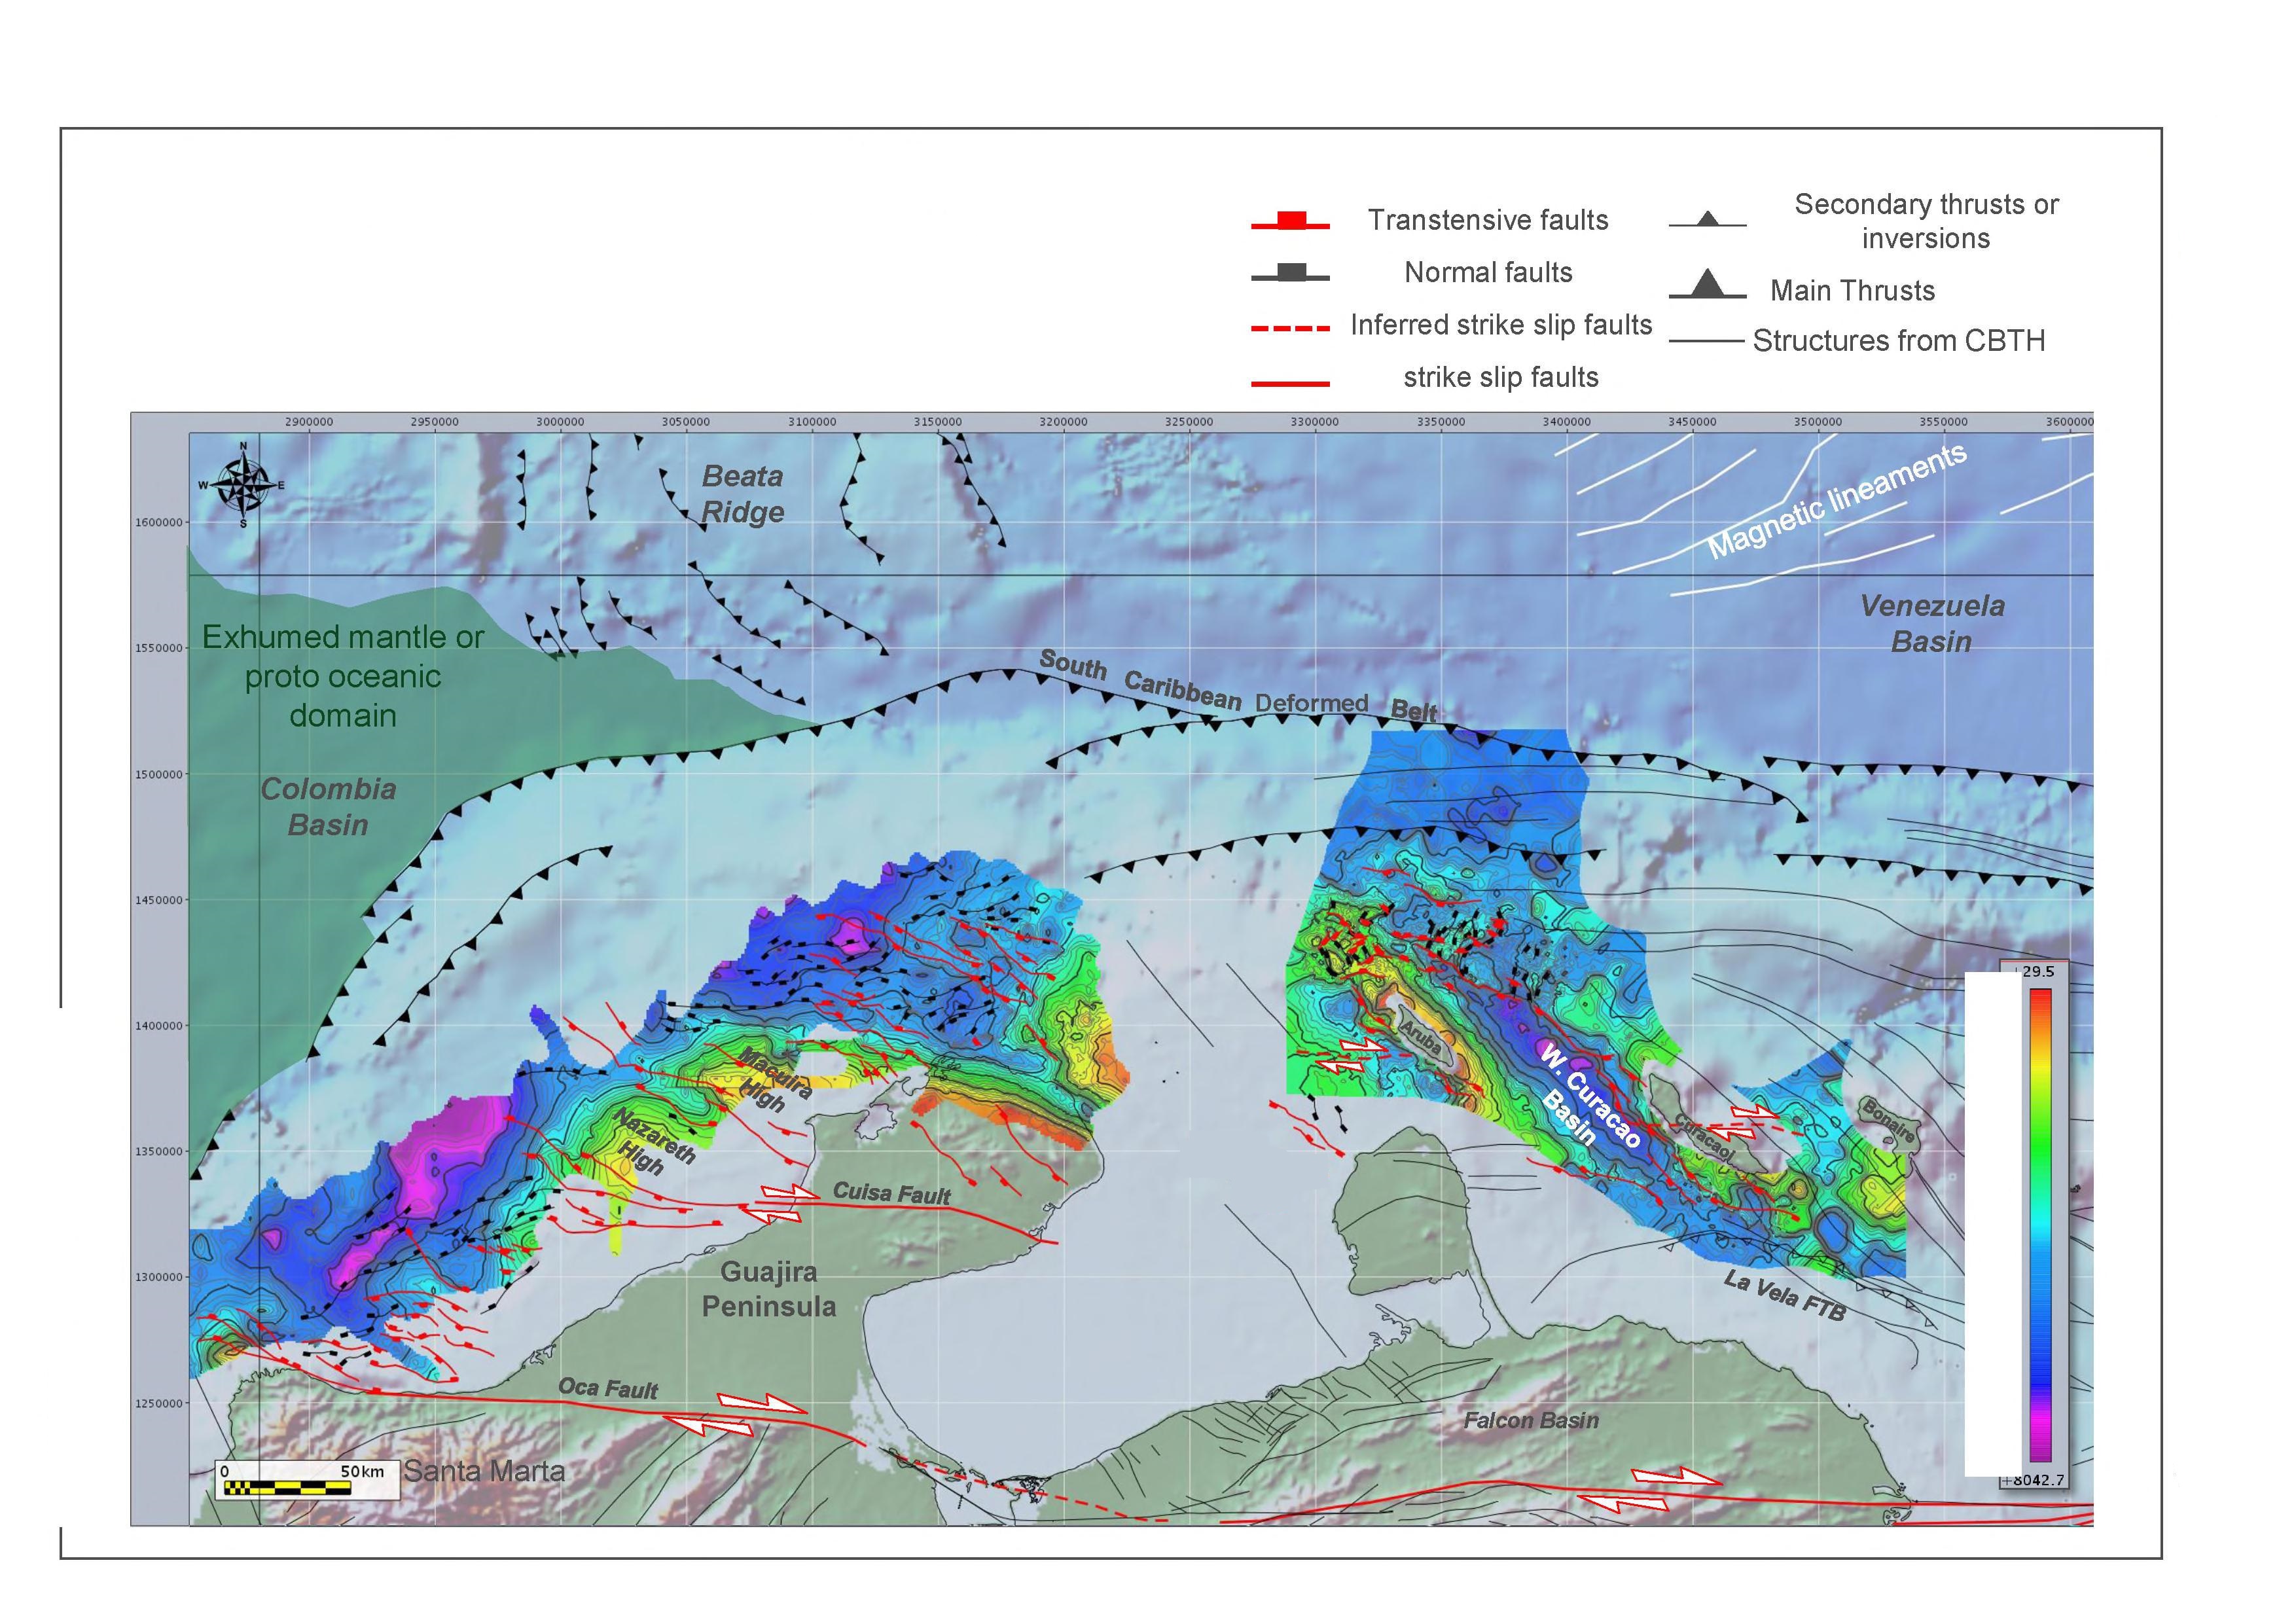 Transtensive faults
Secondary thrusts or
inversions
Normal faults
Main Thrusts
Inferred strike slip faults
Structures from CBTH
strike slip faults
2900000 2950000 3000000 3050000 3100000 3150000 3200000 3250000 3300000 3350000 3400000 3450000 3500000 3550000 3600000
N
W E
S
Beata
Ridge
Magnetic lineaments
1600000
Venezuela
Basin
Exhumed mantle or
proto oceanic
domain
1550000
South Caribbean Deformed Belt
1500000
Colombia
Basin
1450000
+29.5
1400000
Aruba
Macuira
High
W. Curacao
Basin
Nazareth
High
Curacao
Bonaire
1350000
Cuisa Fault
Guajira
Peninsula
1300000
La Vela FTB
Oca Fault
1250000
Falcon Basin
0 50km
Santa Marta
+8042.7